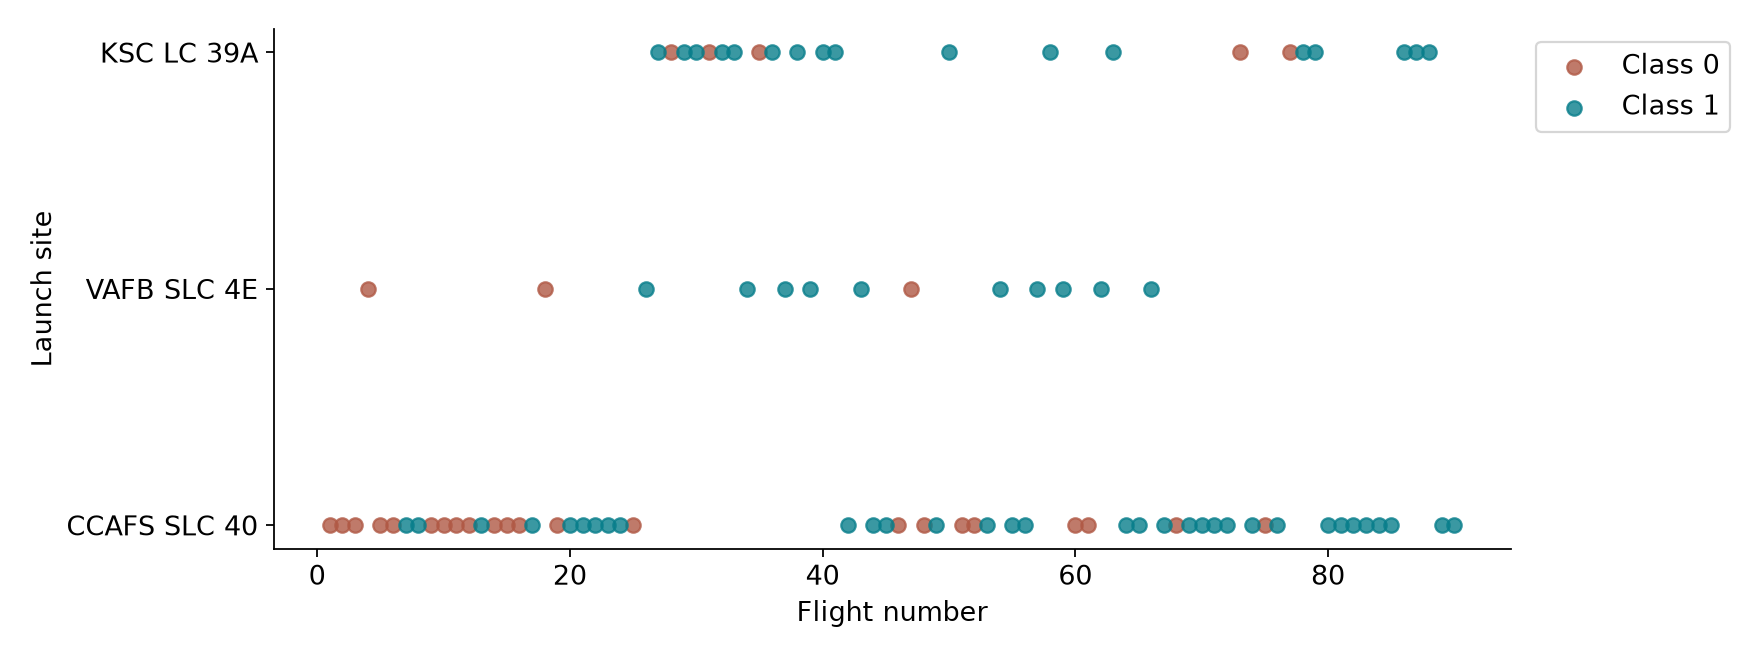 KSC LC 39A
VAFB SLC 4E
CCAFS SLC 40
Launch site
0 20 40 60 80
Flight number
Class 0
Class 1